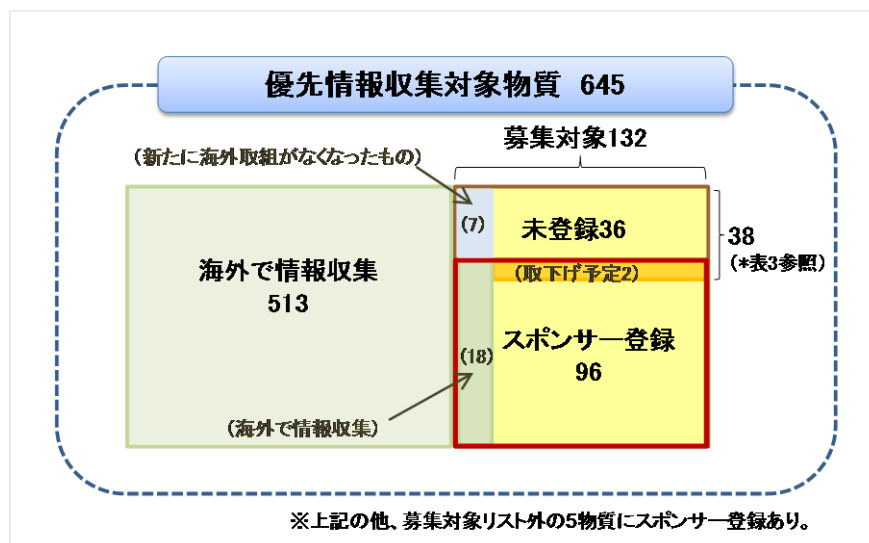 優先情報収集対象物質 645
募集対象132
(新たに海外取組がなくなったもの)
(7)
未登録36
38
(*表3参照)
海外で情報収集
513
(取下げ予定2)
スポンサー登録
96
(18)
(海外で情報収集)
※上記の他、募集対象リスト外の5物質にスポンサー登録あり。